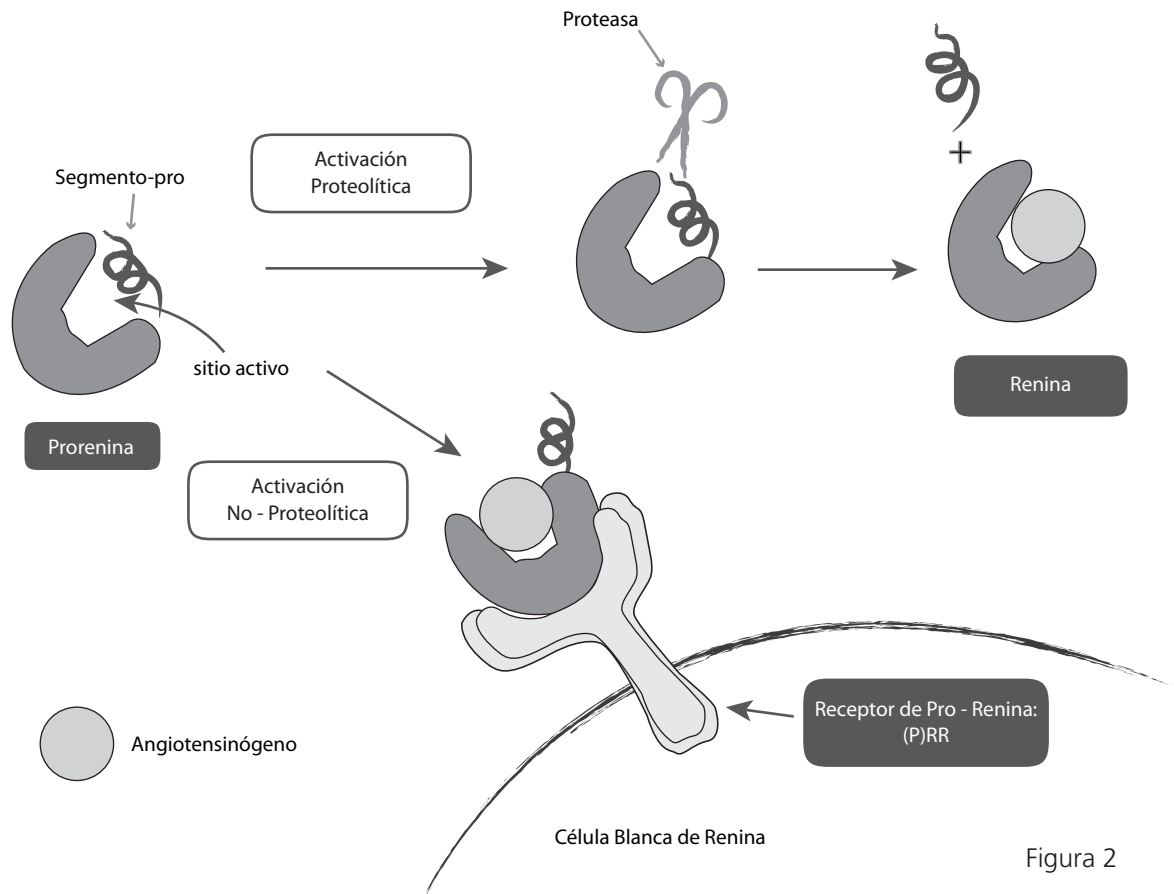 Proteasa
Activación
Proteolítica
Segmento-pro
+
sitio activo
Renina
Prorenina
Activación
No - Proteolítica
Receptor de Pro - Renina:
(P)RR
Angiotensinógeno
Célula Blanca de Renina
Figura 2